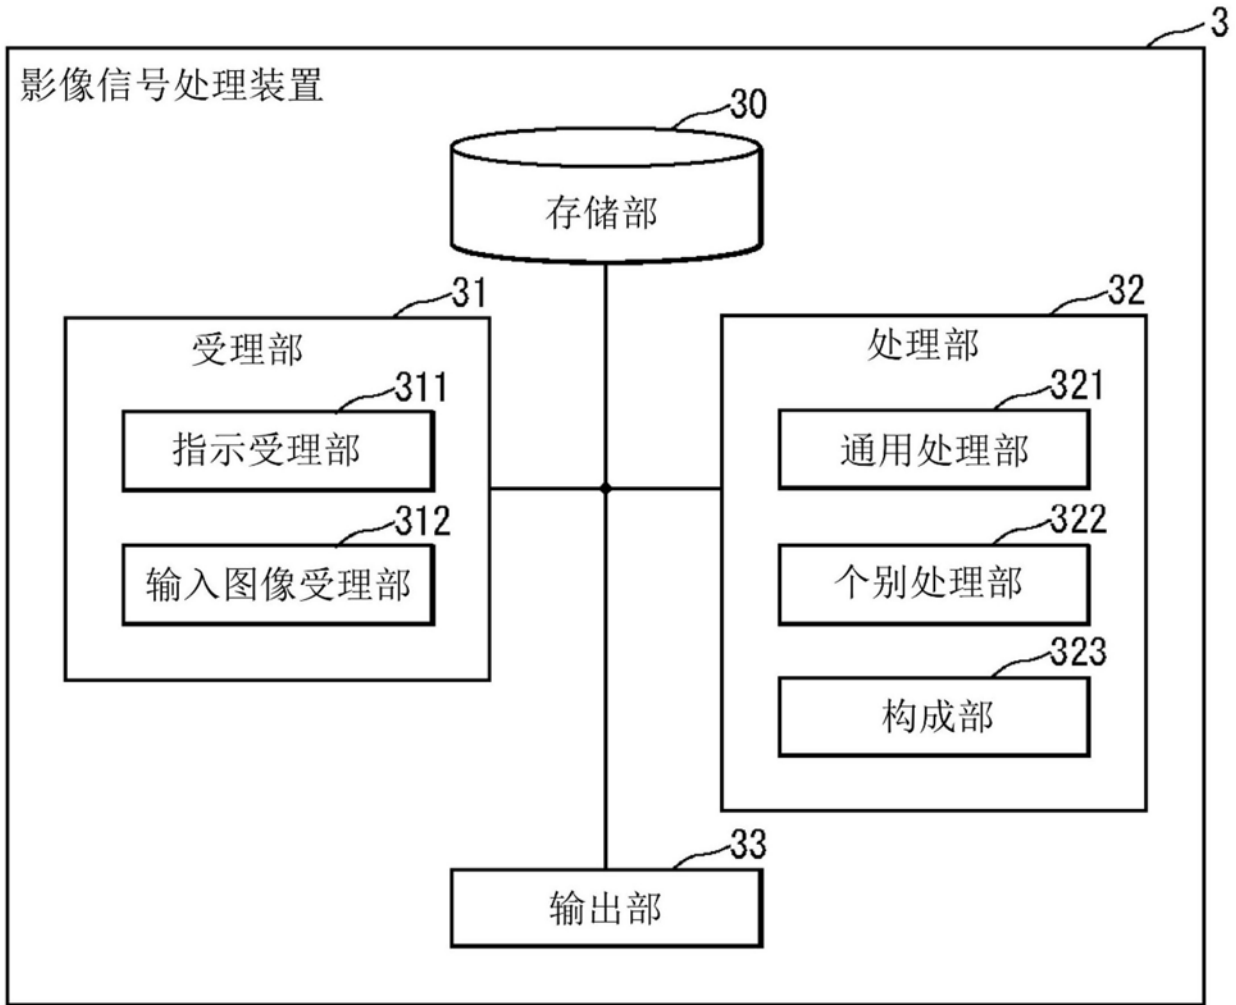 3
影像信号处理装置
30
存储部
31
受理部
311
指示受理部
312
输入图像受理部
32
处理部
321
通用处理部
322
个别处理部
323
构成部
33
输出部